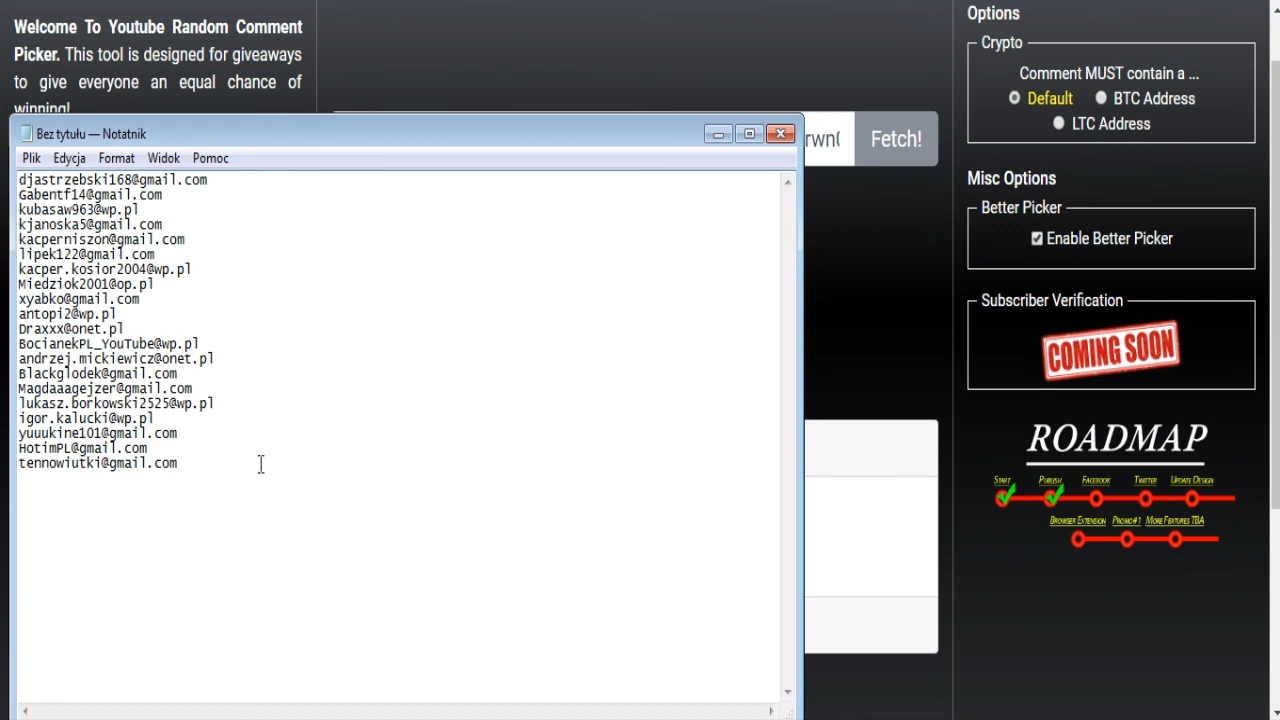 Welcome To Youtube Random Comment
Picker. This tool is designed for giveaways
to give everyone an equal chance of
winning!
Bez tytułu — Notatnik
Plik Edycja Format Widok Pomoc
djastrzebski168@gmail.com
Gabentf14@gmail.com
kubasaw963@wp.pl
kjanoska5@gmail.com
kacperniszon@gmail.com
lipek122@gmail.com
kacper.kosior2004@wp.pl
Miedziok2001@op.pl
xyabko@gmail.com
antopi2@wp.pl
Draxxx@onet.pl
BocianekPL_YouTube@wp.pl
andrzej.mickiewicz@onet.pl
Blackglodek@gmail.com
Magdaaagejzer@gmail.com
lukasz.borkowski2525@wp.pl
igor.kalucki@wp.pl
yuuukine101@gmail.com
HotimPL@gmail.com
tennowiutki@gmail.com
Fetch!
Options
Crypto
Comment MUST contain a ...
Default BTC Address
LTC Address
Misc Options
Better Picker
Enable Better Picker
Subscriber Verification
COMING SOON
ROADMAP
Start Publish Facebook Twitter Update Design
Browser Extension Promo#1 More Features TBA